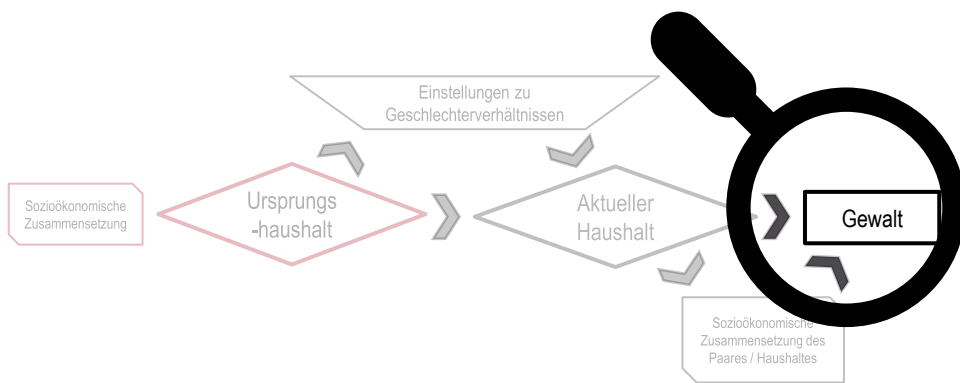 Einstellungen zu
Geschlechterverhältnissen
Sozioökonomische
Zusammensetzung
Ursprungs
-haushalt
Aktueller
Haushalt
Gewalt
Sozioökonomische
Zusammensetzung des
Paares / Haushaltes